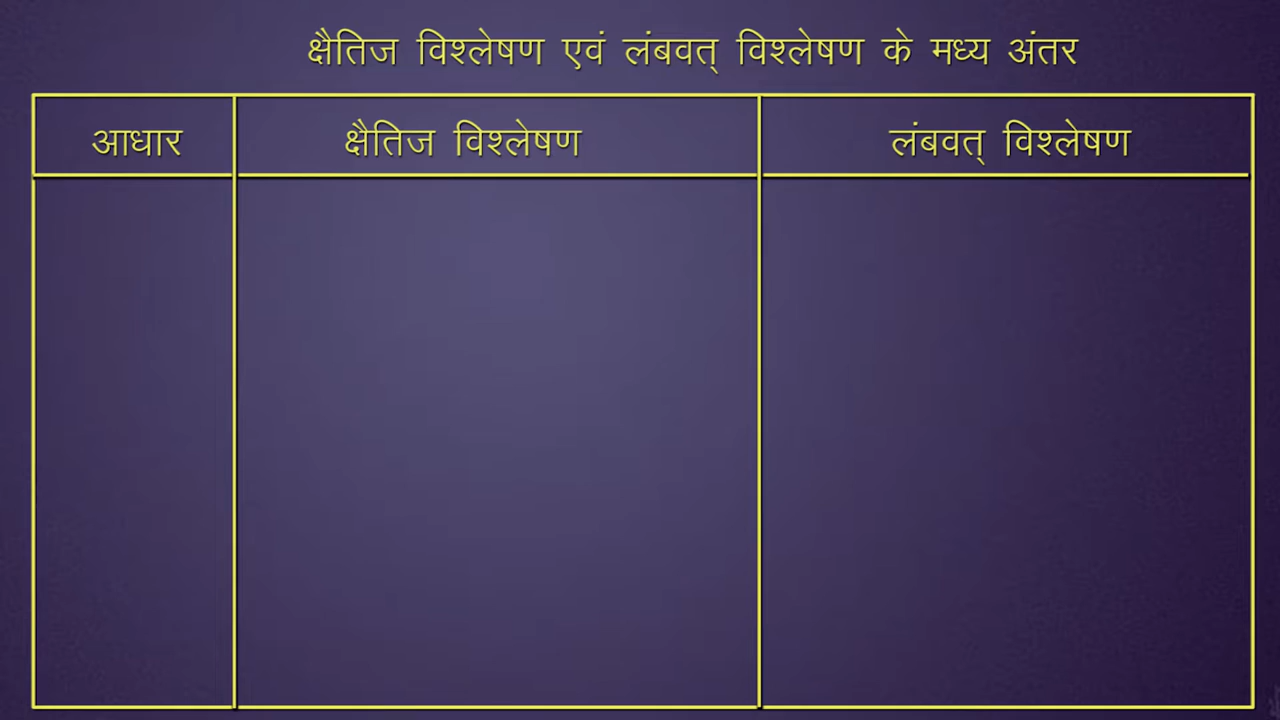 क्षैतिज विश्लेषण एवं लंबवत् विश्लेषण के मध्य अंतर
आधार क्षैतिज विश्लेषण लंबवत् विश्लेषण